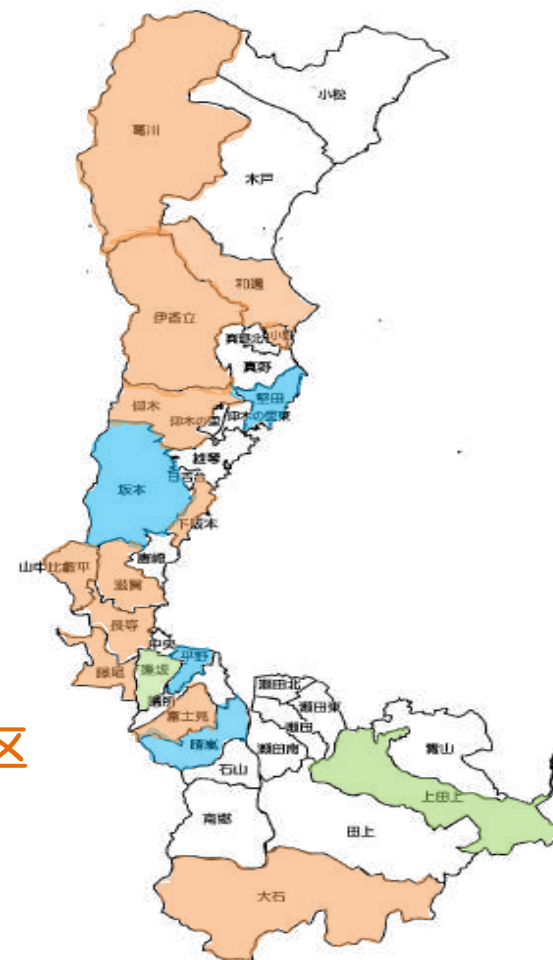 小松
葛川
木戸
和邇
伊香立
小野
真野北
真野
堅田
仰木
仰木の里
仰木の里東
雄琴
日吉台
坂本
下阪本
唐崎
山中比叡平
滋賀
長等
中央
平野
藤尾
逢坂
膳所
富士見
晴嵐
瀬田北
瀬田東
瀬田
瀬田南
青山
上田上
石山
南郷
田上
大石
区